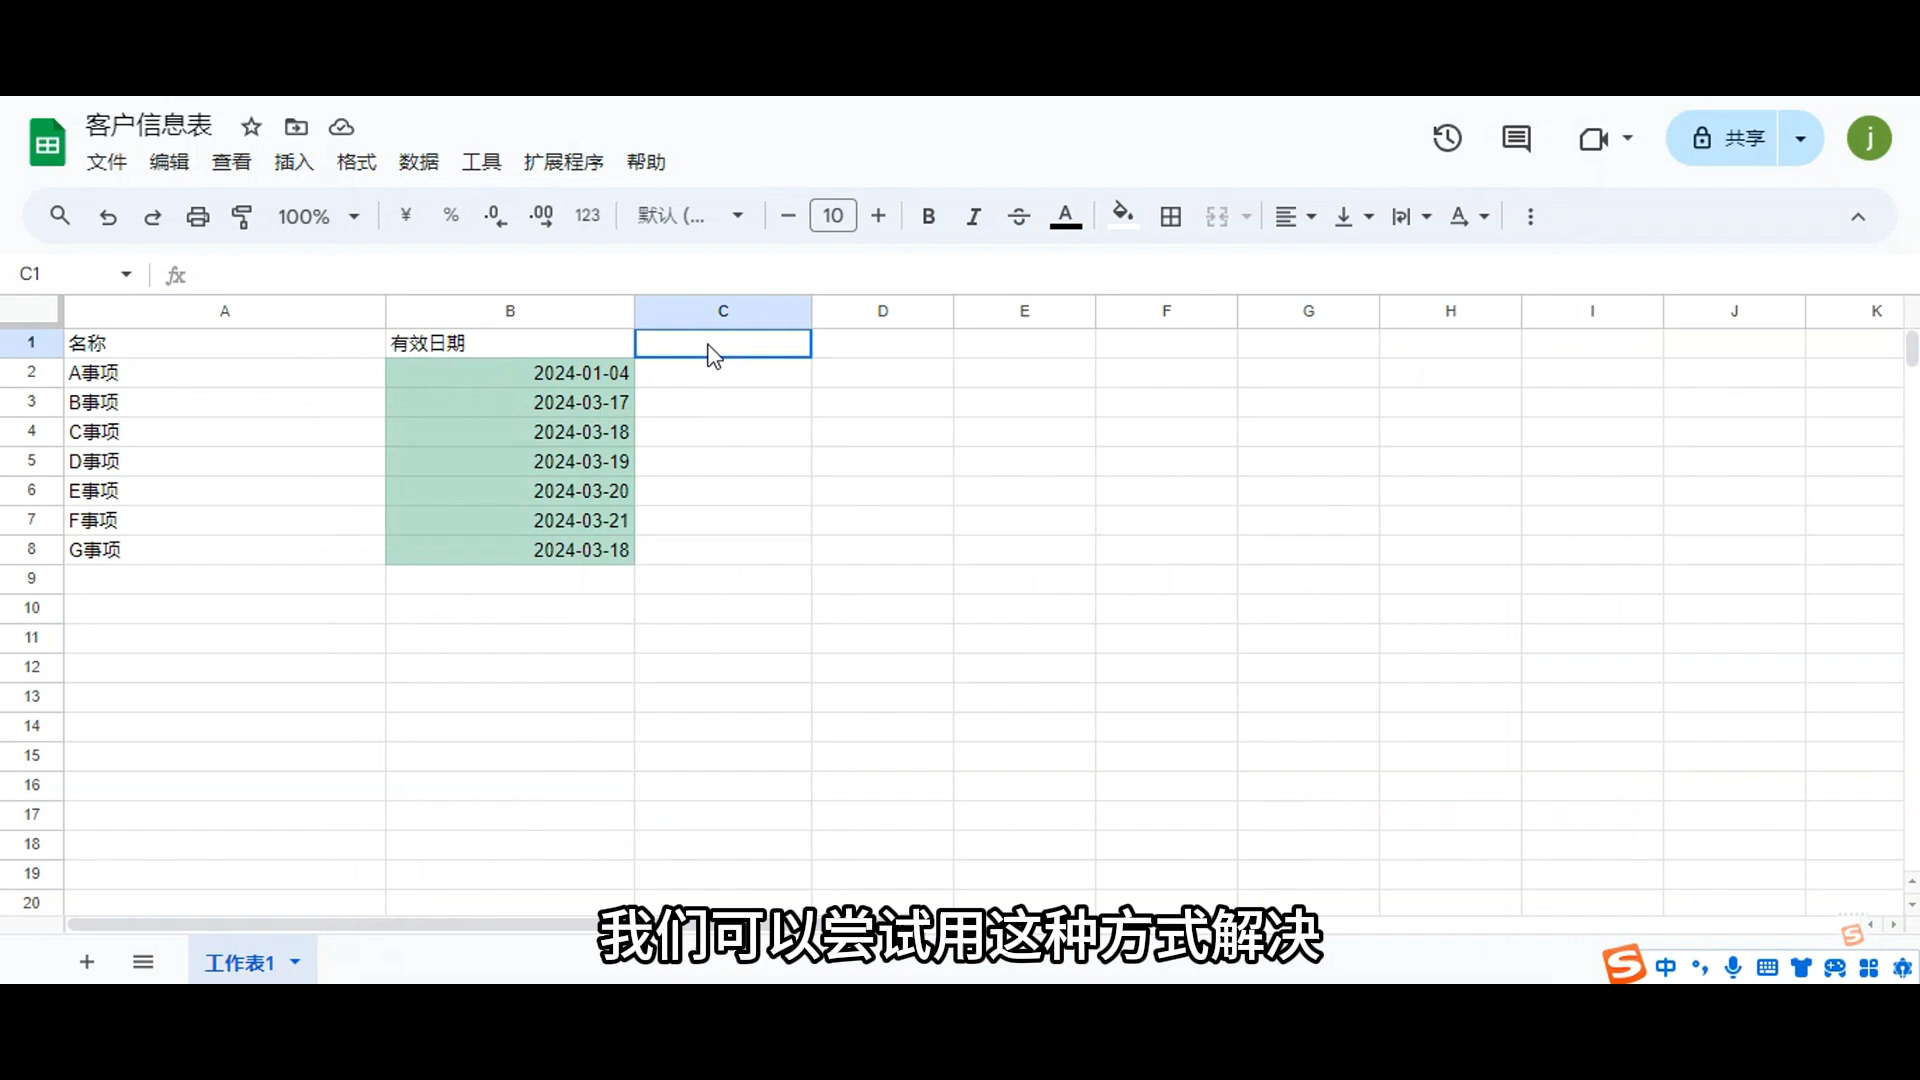 客户信息表
文件 编辑 查看 插入 格式 数据 工具 扩展程序 帮助
共享
j
100% ¥ % .0 .00 123 默认 (... 10 B I A A
C1 fx
A B C D E F G H I J K
1 名称 有效日期
2 A事项 2024-01-04
3 B事项 2024-03-17
4 C事项 2024-03-18
5 D事项 2024-03-19
6 E事项 2024-03-20
7 F事项 2024-03-21
8 G事项 2024-03-18
9
10
11
12
13
14
15
16
17
18
19
20
我们可以尝试用这种方式解决
工作表1
S 中